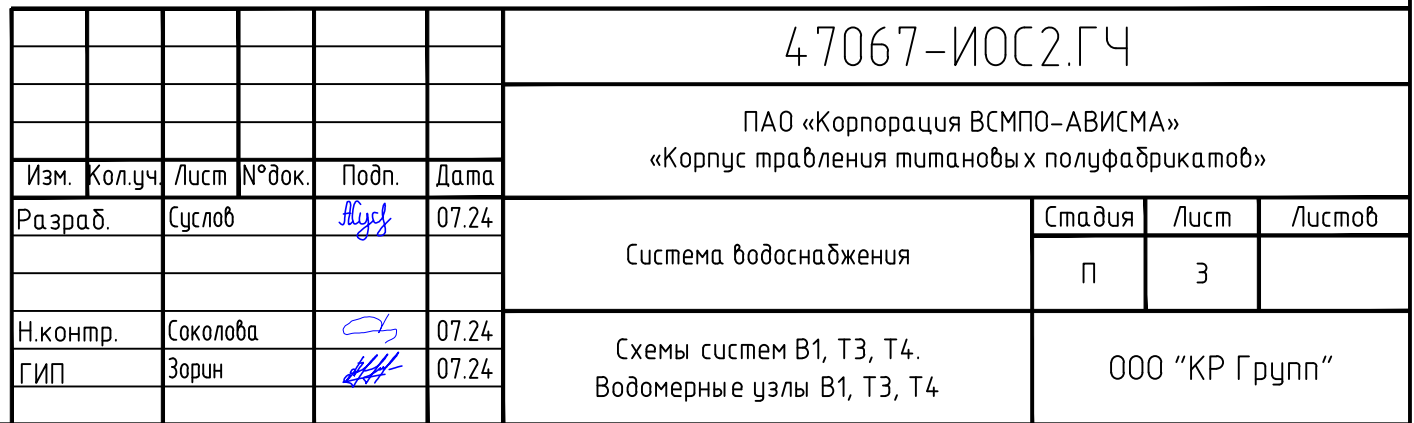 47067-ИОС2.ГЧ
ПАО «Корпорация ВСМПО-АВИСМА»
«Корпус травления титановых полуфабрикатов»
Изм. Кол.уч. Лист N°док. Подп. Дата
Разраб. Суслов 07.24
Система водоснабжения
Стадия Лист Листов
П 3
Н.контр. Соколова 07.24
ГИП Зорин 07.24
Схемы систем В1, Т3, Т4.
Водомерные узлы В1, Т3, Т4
ООО "КР Групп"